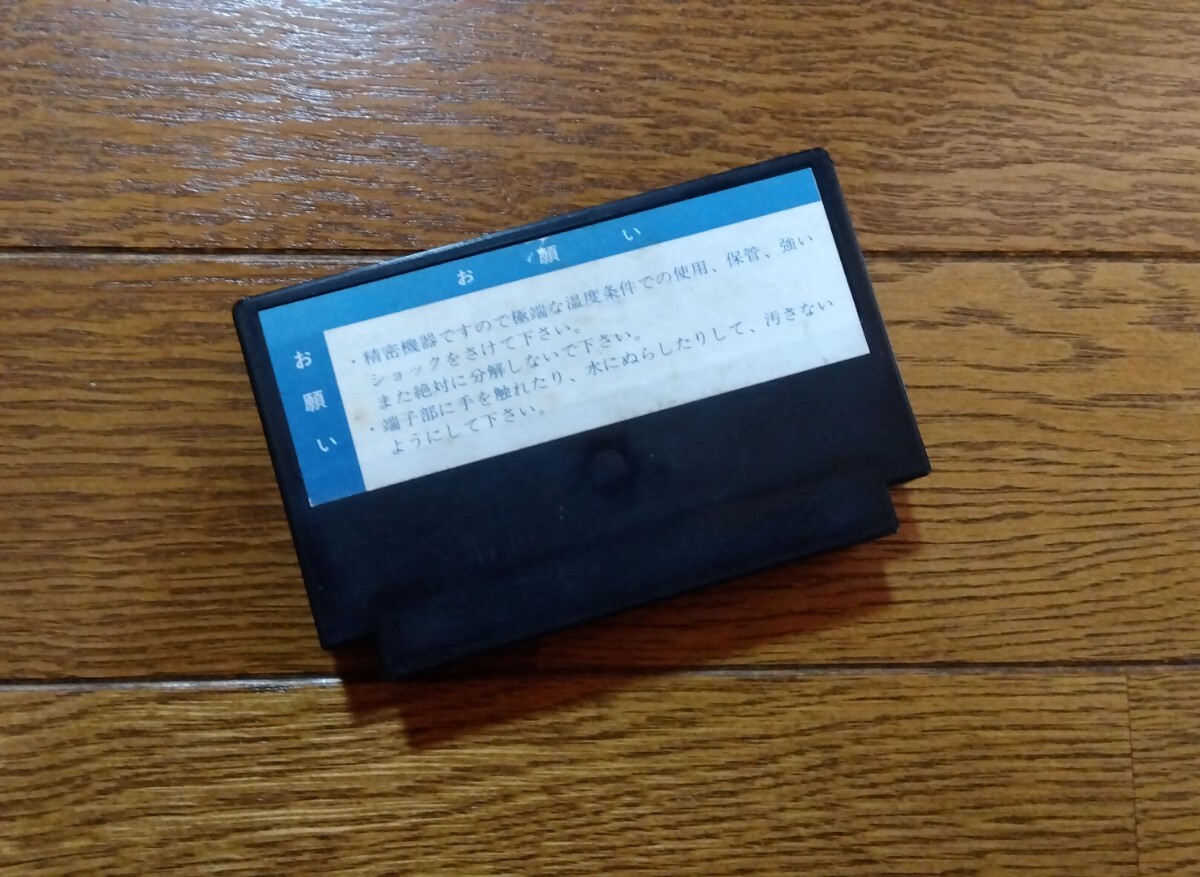 お願い
お願い
・精密機器ですので極端な温度条件での使用、保管、強い
ショックをさけて下さい。
また絶対に分解しないで下さい。
・端子部に手を触れたり、水にぬらしたりして、汚さない
ようにして下さい。